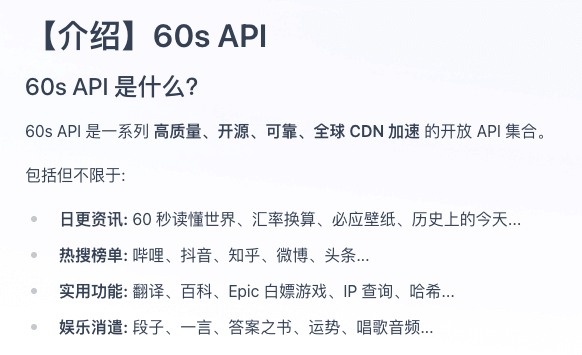 【介绍】60s API
60s API 是什么?
60s API 是一系列 高质量、开源、可靠、全球 CDN 加速 的开放 API 集合。
包括但不限于:
日更资讯: 60 秒读懂世界、汇率换算、必应壁纸、历史上的今天...
热搜榜单: 哔哩、抖音、知乎、微博、头条...
实用功能: 翻译、百科、Epic 白嫖游戏、IP 查询、哈希...
娱乐消遣: 段子、一言、答案之书、运势、唱歌音频...